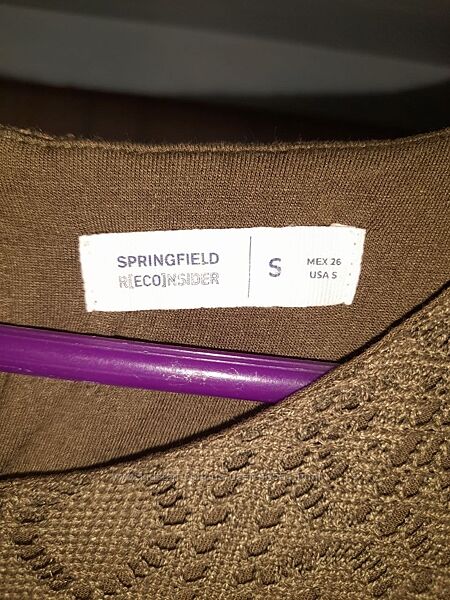 SPRINGFIELD
R[ECO]NSIDER
S
MEX 26
USA S